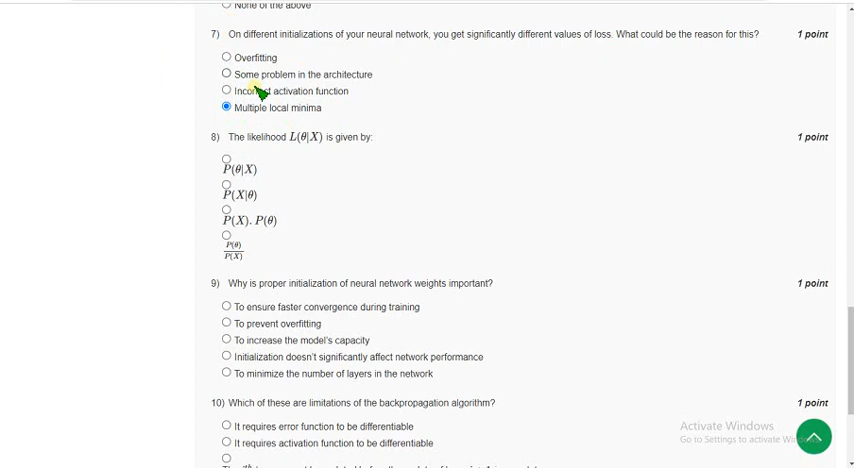 None of the above
7) On different initializations of your neural network, you get significantly different values of loss. What could be the reason for this? 1 point
Overfitting
Some problem in the architecture
Incorrect activation function
Multiple local minima
8) The likelihood L(θ|X) is given by: 1 point
P(θ|X)
P(X|θ)
P(X). P(θ)
P(θ)
P(X)
9) Why is proper initialization of neural network weights important? 1 point
To ensure faster convergence during training
To prevent overfitting
To increase the model's capacity
Initialization doesn't significantly affect network performance
To minimize the number of layers in the network
10) Which of these are limitations of the backpropagation algorithm? 1 point
It requires error function to be differentiable
It requires activation function to be differentiable
Activate Windows
Go to Settings to activate